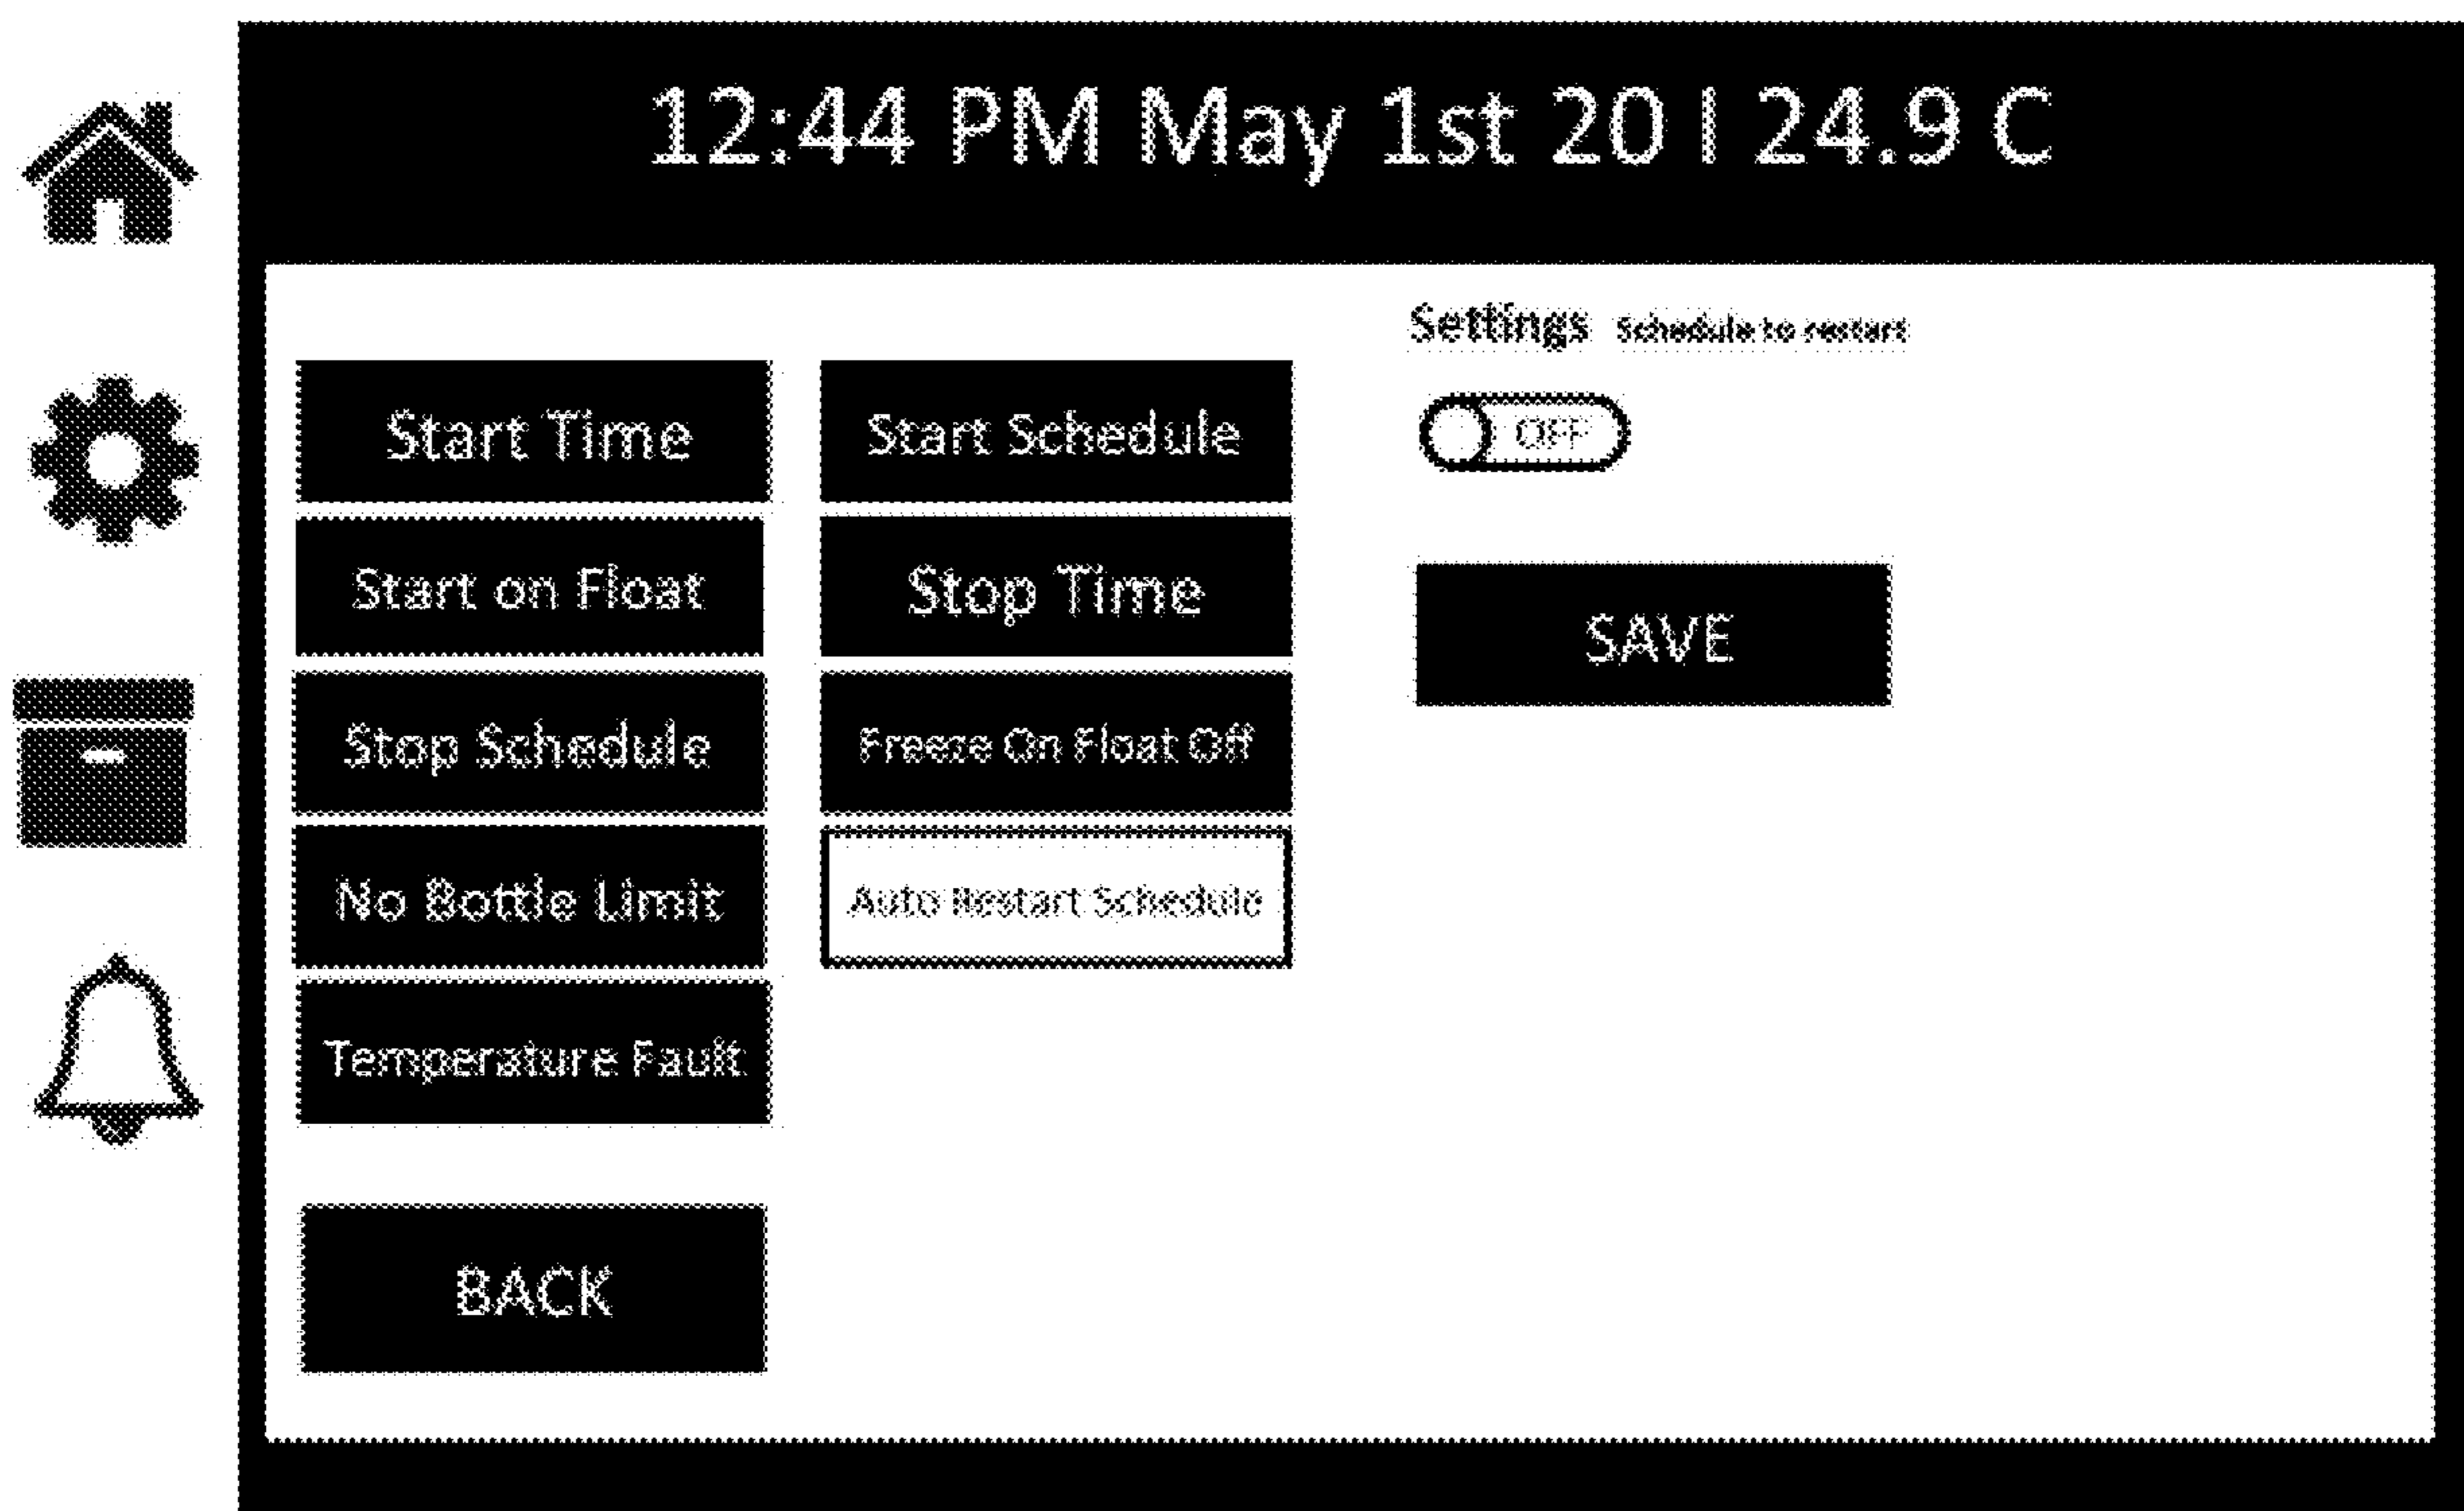 12:44 PM May 1st 20 | 24.9 C
Settings Schedule to restart
Start Time
Start Schedule
OFF
Start on Float
Stop Time
SAVE
Stop Schedule
Freeze On Float Off
No Bottle Limit
Auto Restart Schedule
Temperature Fault
BACK